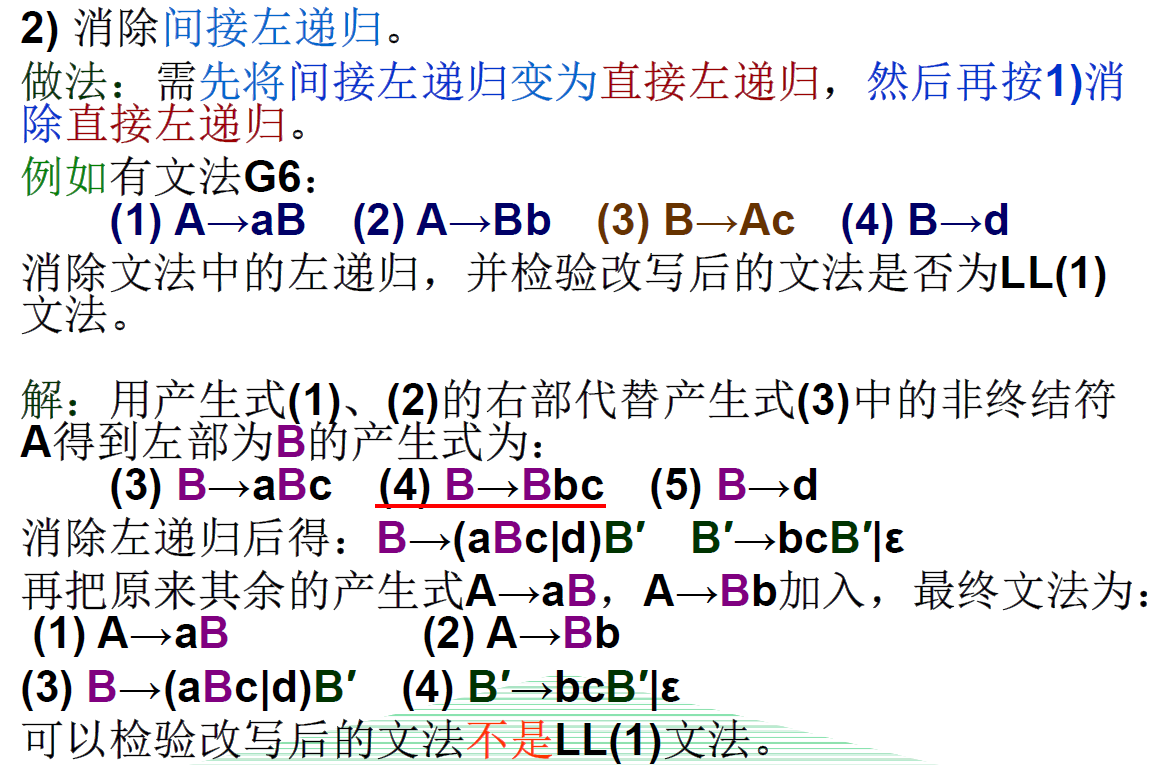 2) 消除间接左递归。
做法：需先将间接左递归变为直接左递归，然后再按1)消
除直接左递归。
例如有文法G6：
(1) A→aB (2) A→Bb (3) B→Ac (4) B→d
消除文法中的左递归，并检验改写后的文法是否为LL(1)
文法。
解：用产生式(1)、(2)的右部代替产生式(3)中的非终结符
A得到左部为B的产生式为：
(3) B→aBc (4) B→Bbc (5) B→d
消除左递归后得：B→(aBc|d)B′ B′→bcB′|ε
再把原来其余的产生式A→aB，A→Bb加入，最终文法为：
(1) A→aB (2) A→Bb
(3) B→(aBc|d)B′ (4) B′→bcB′|ε
可以检验改写后的文法不是LL(1)文法。